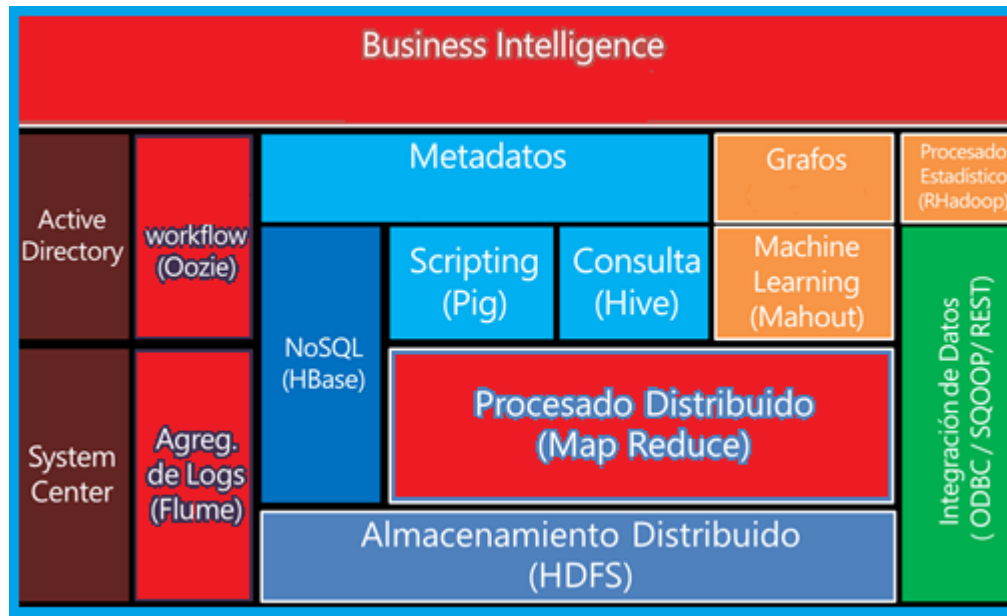 Business Intelligence
Active
Directory
workflow
(Oozie)
Metadatos
Grafos
Procesado
Estadístico
(RHadoop)
Scripting
(Pig)
Consulta
(Hive)
Machine
Learning
(Mahout)
NoSQL
(HBase)
Procesado Distribuido
(Map Reduce)
System
Center
Agreg.
de Logs
(Flume)
Almacenamiento Distribuido
(HDFS)
Integración de Datos
( ODBC / SQOOP/ REST)